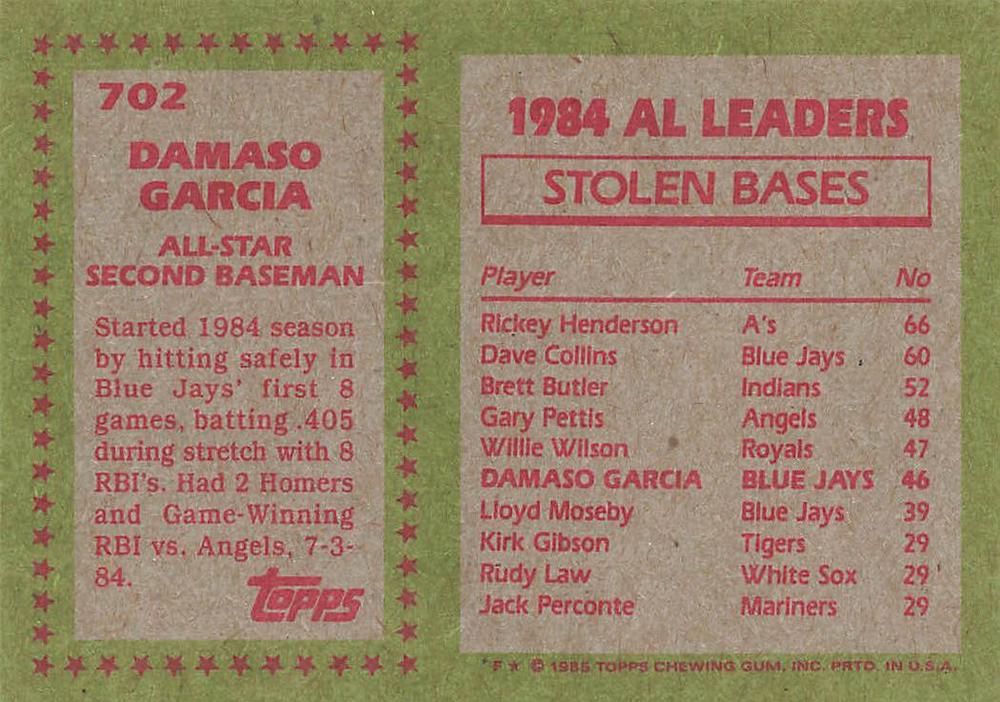 702
DAMASO
GARCIA
ALL-STAR
SECOND BASEMAN
Started 1984 season
by hitting safely in
Blue Jays' first 8
games, batting .405
during stretch with 8
RBI's. Had 2 Homers
and Game-Winning
RBI vs. Angels, 7-3-
84.
topps
1984 AL LEADERS
STOLEN BASES
Player Team No
Rickey Henderson A's 66
Dave Collins Blue Jays 60
Brett Butler Indians 52
Gary Pettis Angels 48
Willie Wilson Royals 47
DAMASO GARCIA BLUE JAYS 46
Lloyd Moseby Blue Jays 39
Kirk Gibson Tigers 29
Rudy Law White Sox 29
Jack Perconte Mariners 29
*F★ © 1985 TOPPS CHEWING GUM, INC. PRTD. IN U.S.A.